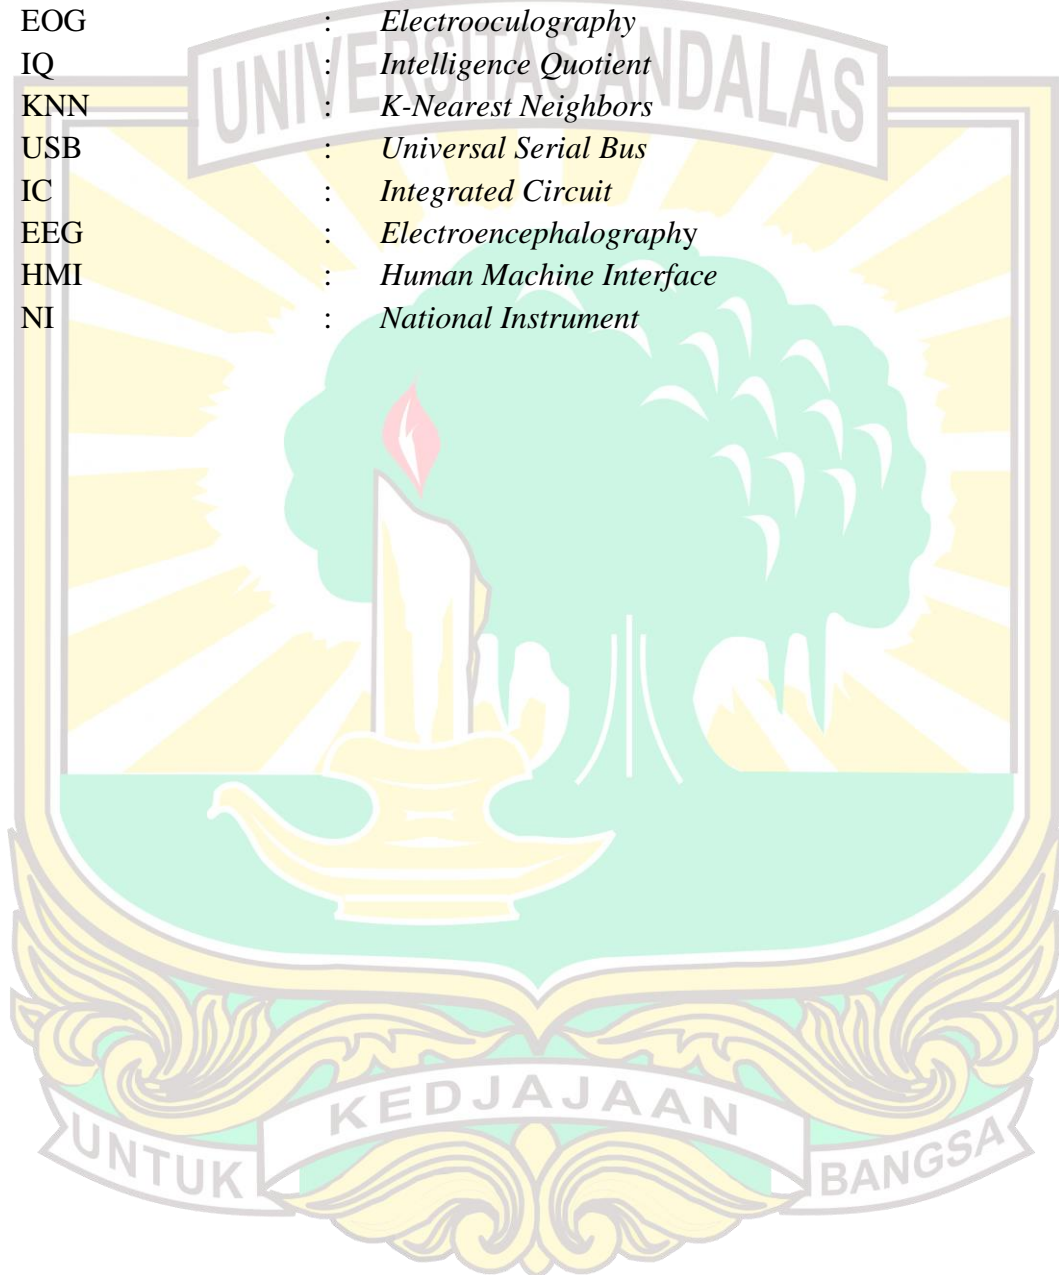 UNIVERSITAS ANDALAS
EOG : Electrooculography
IQ : Intelligence Quotient
KNN : K-Nearest Neighbors
USB : Universal Serial Bus
IC : Integrated Circuit
EEG : Electroencephalography
HMI : Human Machine Interface
NI : National Instrument
UNTUK KEDJAJAAN BANGSA